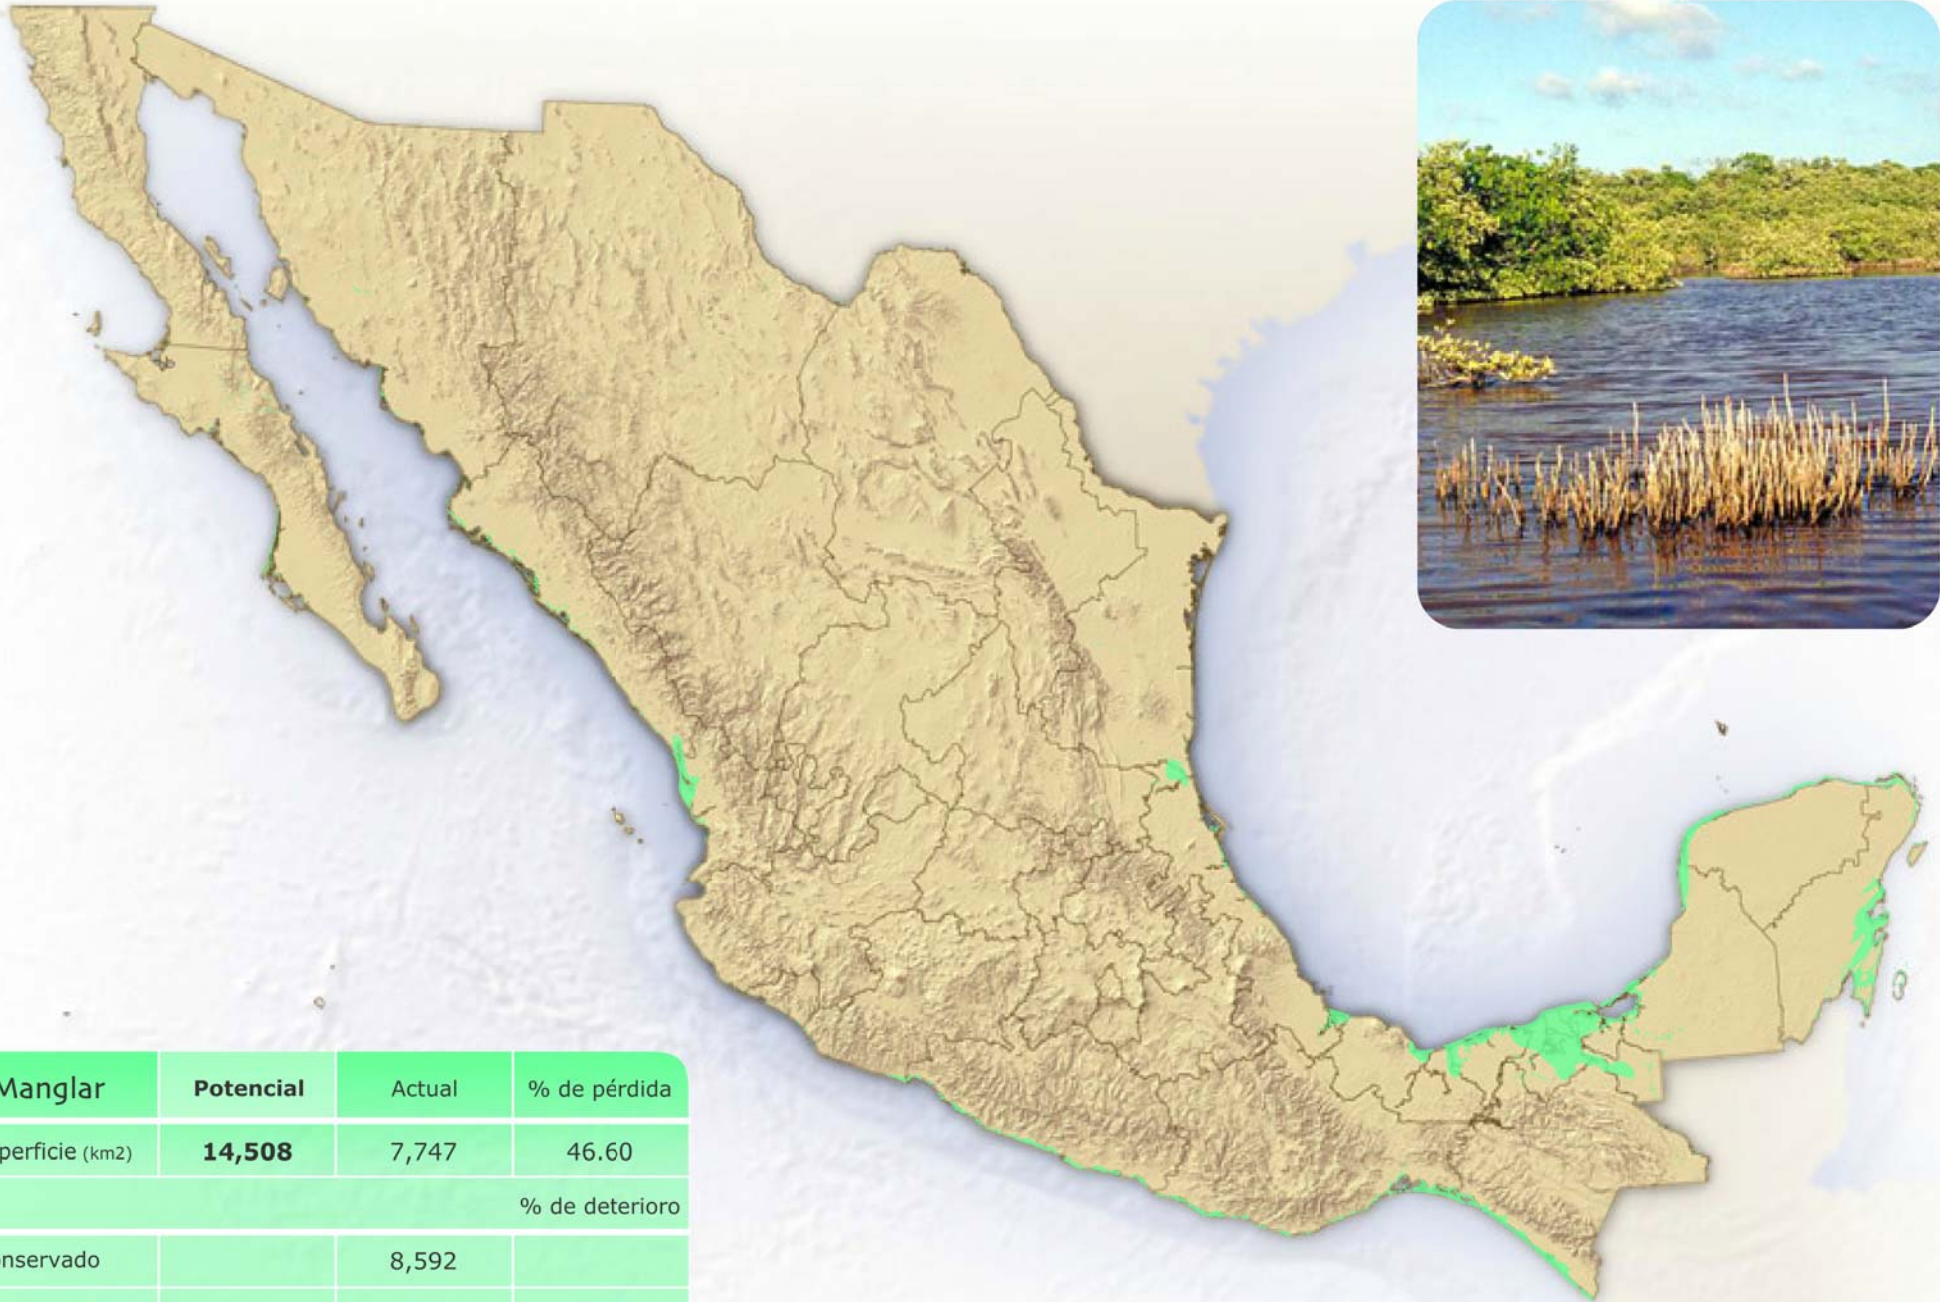 Manglar Potencial Actual % de pérdida
perficie (km2) 14,508 7,747 46.60
% de deterioro
nservado 8,592